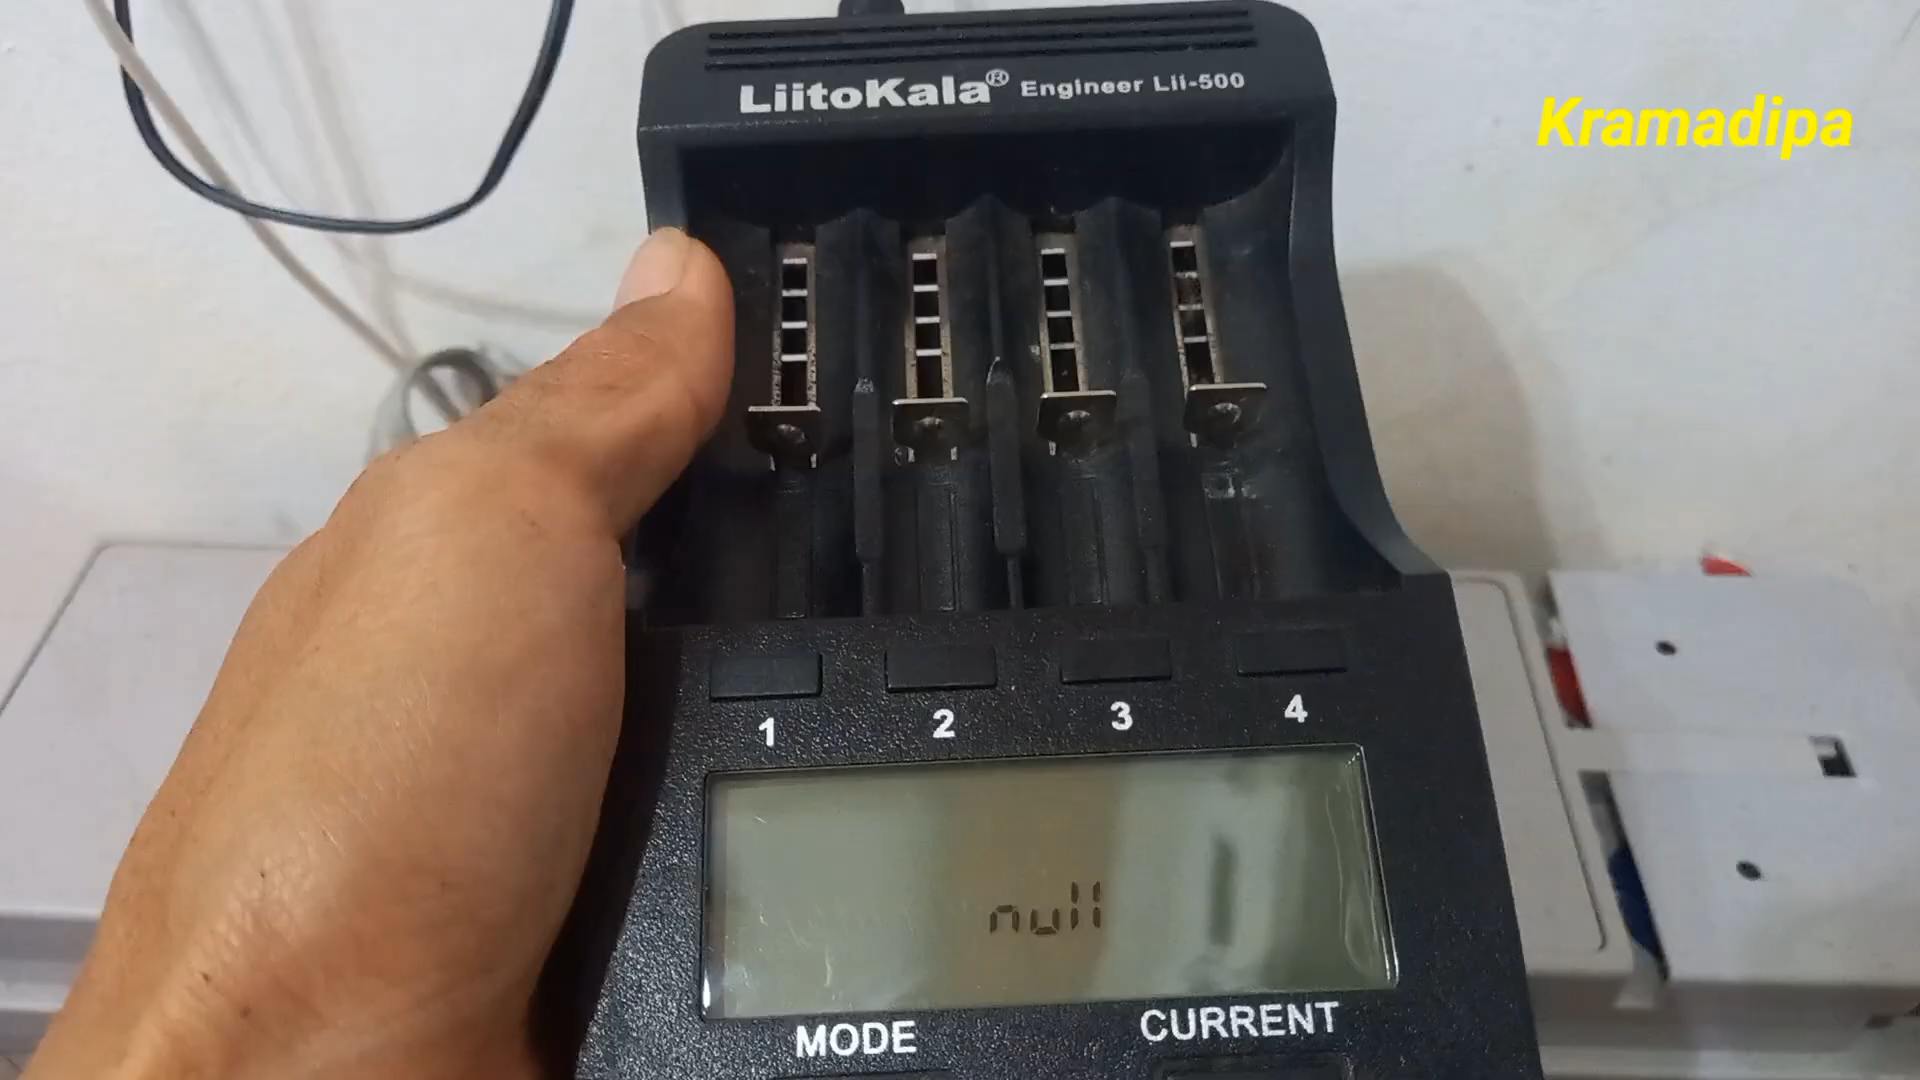 LiitoKala® Engineer Lii-500
Kramadipa
1 2 3 4
null
MODE CURRENT